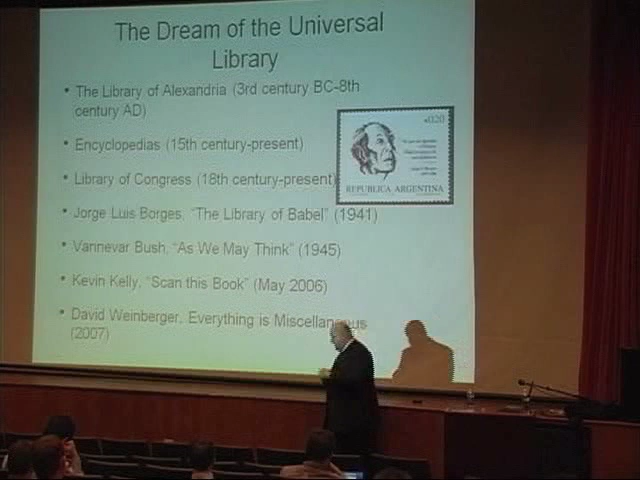 The Dream of the Universal
Library
• The Library of Alexandria (3rd century BC-8th
century AD)
• Encyclopedias (15th century-present)
• Library of Congress (18th century-present)
• Jorge Luis Borges, "The Library of Babel" (1941)
• Vannevar Bush, "As We May Think" (1945)
• Kevin Kelly, "Scan this Book" (May 2006)
• David Weinberger, Everything is Miscellaneous
(2007)
REPUBLICA ARGENTINA